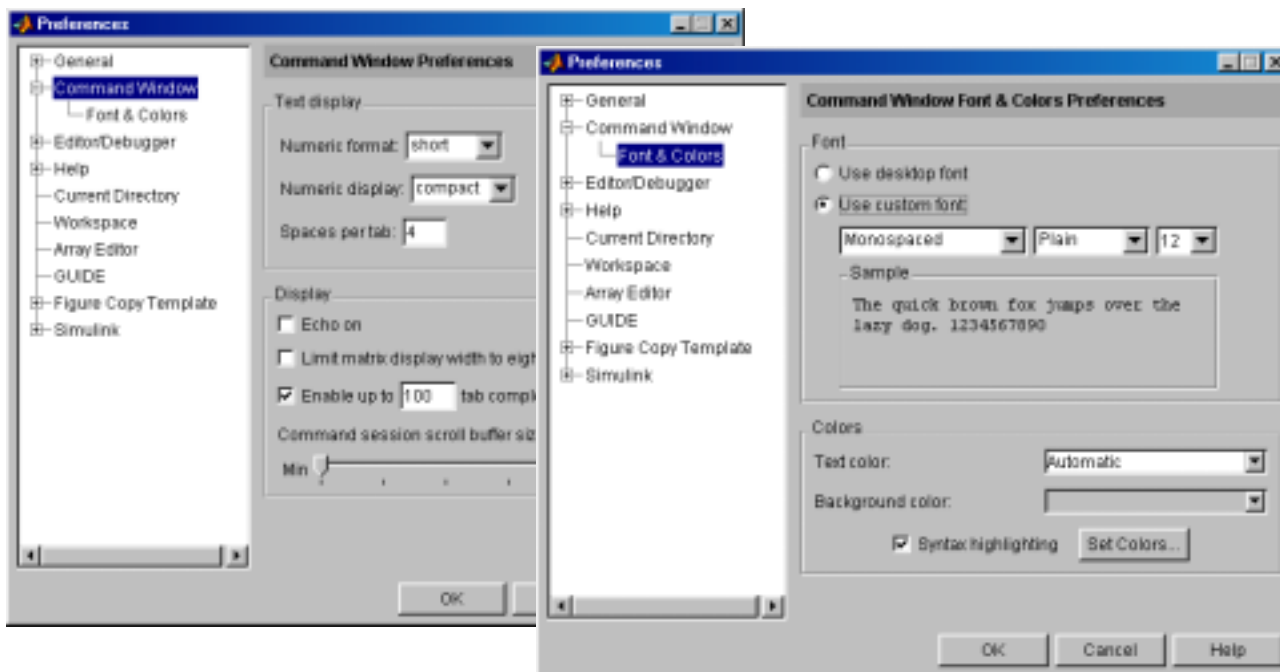 Preferences
General
Command Window
Font & Colors
Editor/Debugger
Help
Current Directory
Workspace
Array Editor
GUIDE
Figure Copy Template
Simulink
Command Window Preferences
Text display
Numeric format: short
Numeric display: compact
Spaces per tab: 4
Display
Echo on
Limit matrix display width to eigh
Enable up to 100 tab compl
Command session scroll buffer siz
Min
OK
Preferences
General
Command Window
Font & Colors
Editor/Debugger
Help
Current Directory
Workspace
Array Editor
GUIDE
Figure Copy Template
Simulink
Command Window Font & Colors Preferences
Font
Use desktop font
Use custom font:
Monospaced Plain 12
Sample
The quick brown fox jumps over the
lazy dog. 1234567890
Colors
Text color: Automatic
Background color:
Syntax highlighting Set Colors...
OK Cancel Help